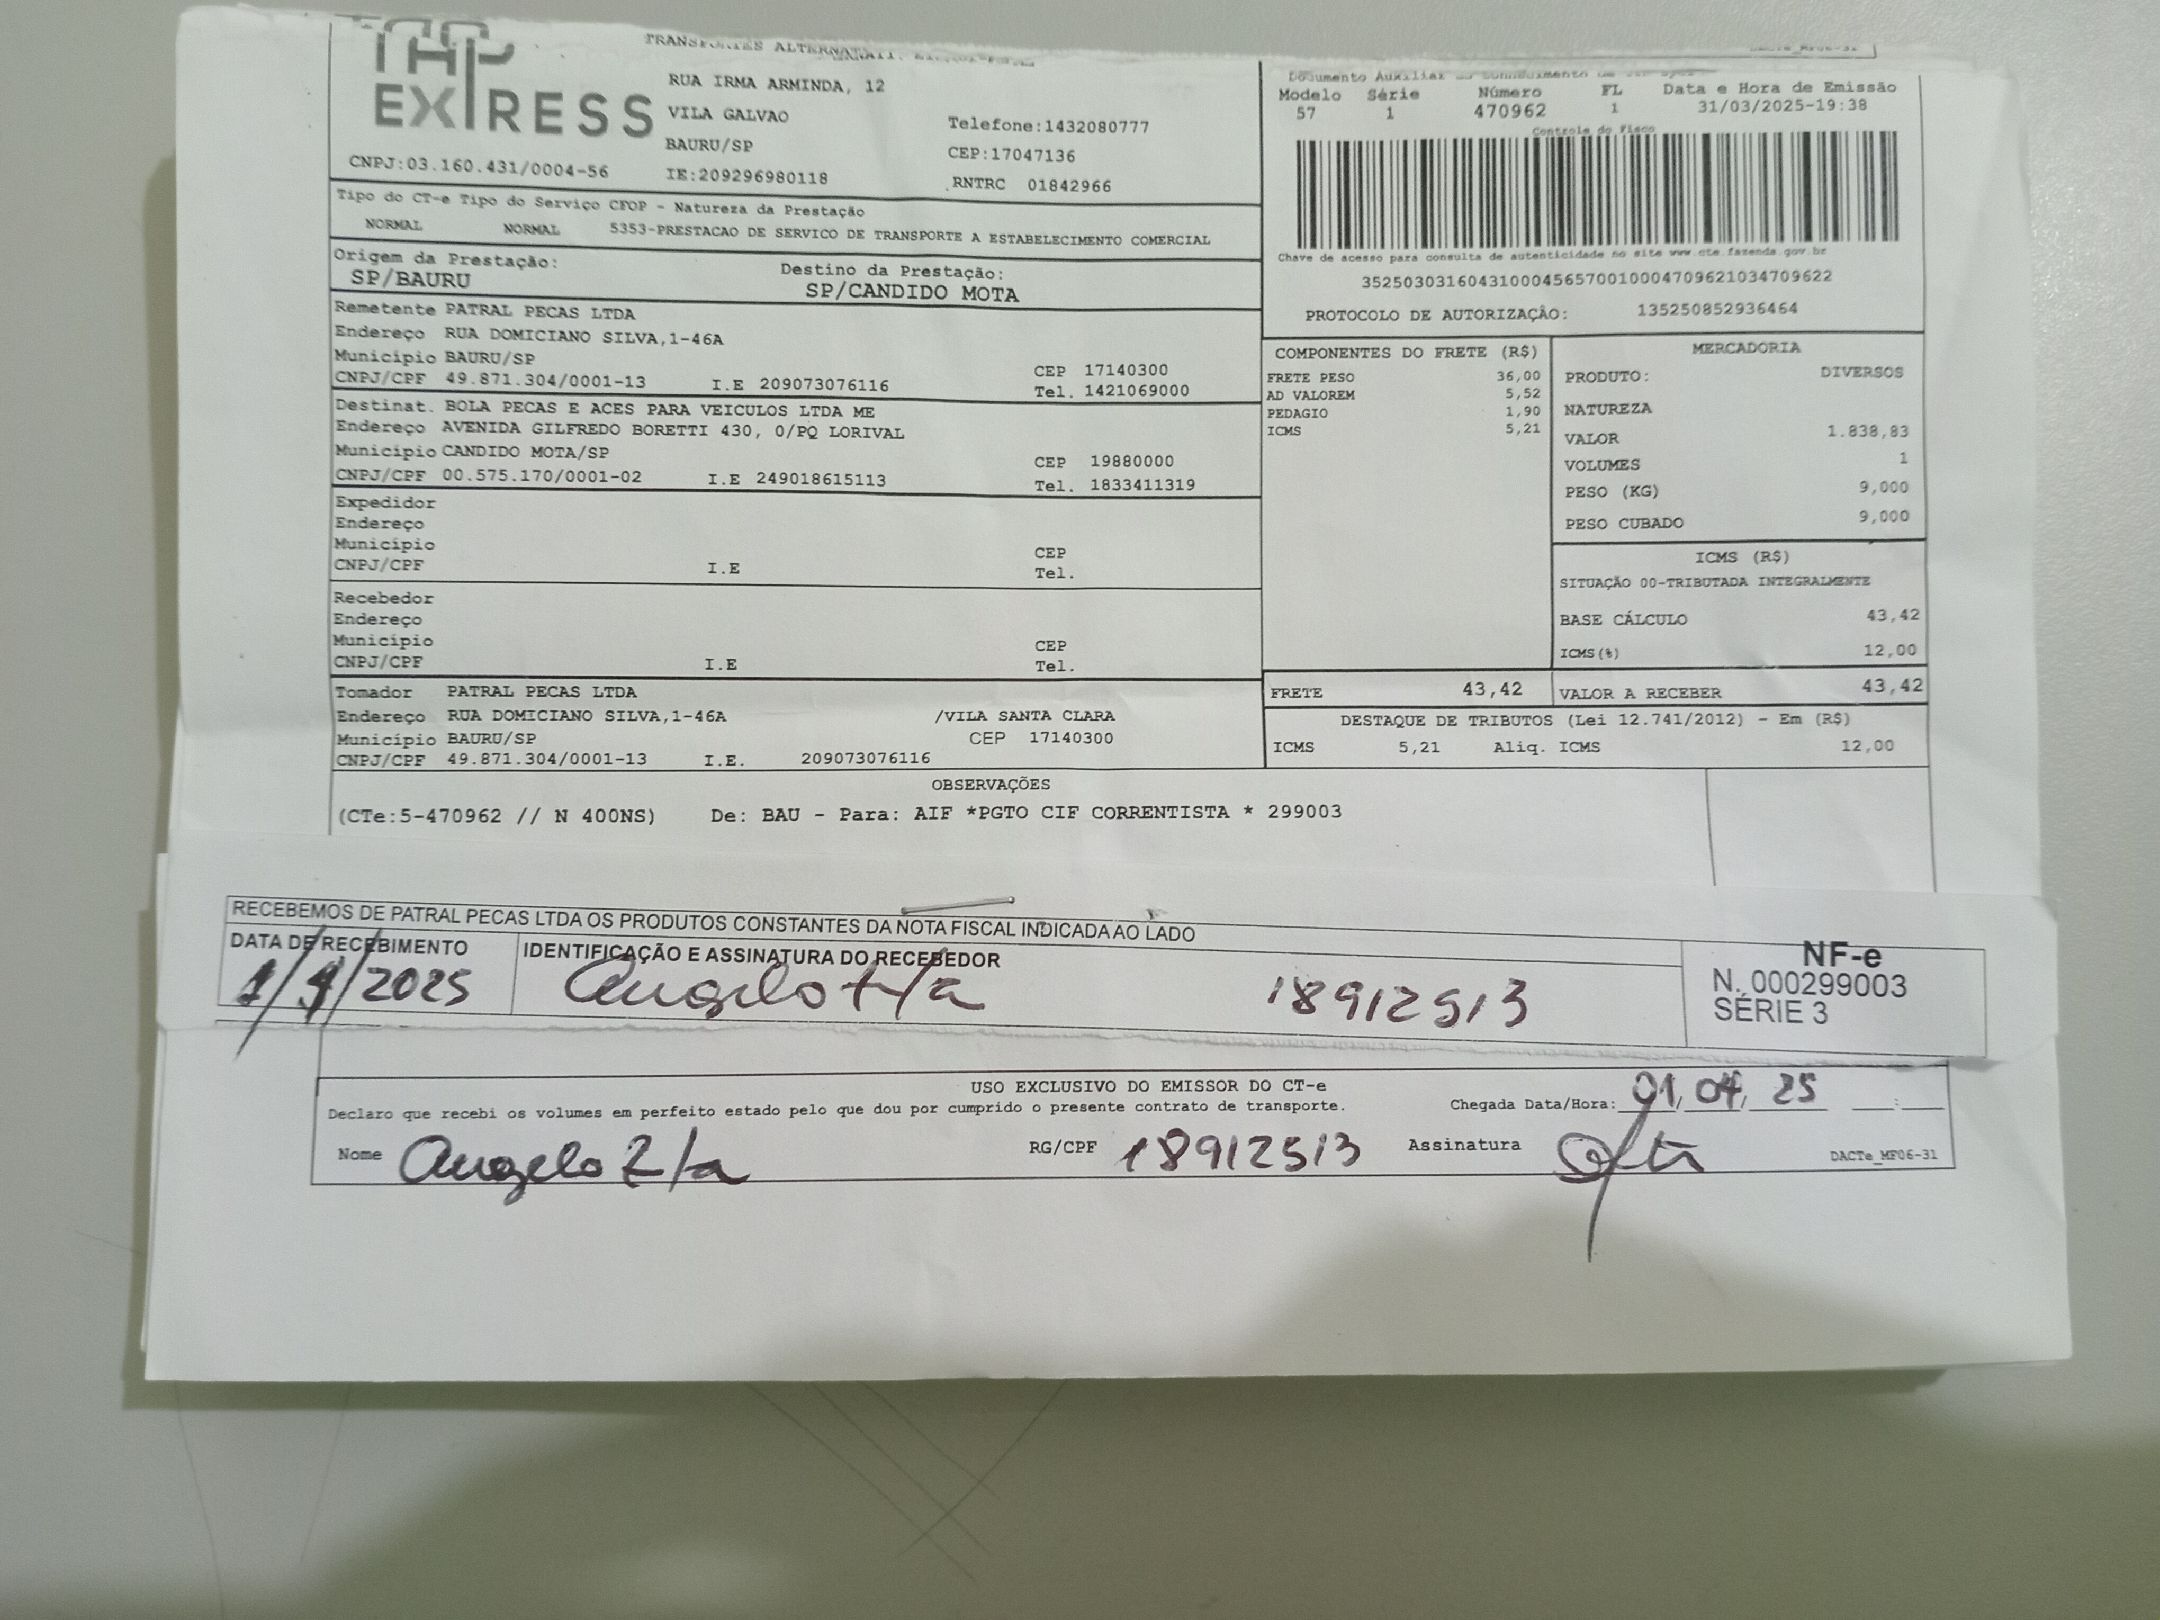 TAP
EXPRESS
TRANSPORTES
RUA IRMA ARMINDA, 12
VILA GALVAO
BAURU/SP
IE:209296980118
Telefone:1432080777
CEP:17047136
RNTRC 01842966
CNPJ:03.160.431/0004-56
Tipo do CT-e Tipo do Serviço CFOP - Natureza da Prestação
NORMAL NORMAL 5353-PRESTACAO DE SERVICO DE TRANSPORTE A ESTABELECIMENTO COMERCIAL
Origem da Prestação:
SP/BAURU
Destino da Prestação:
SP/CANDIDO MOTA
Remetente PATRAL PECAS LTDA
Endereço RUA DOMICIANO SILVA,1-46A
Município BAURU/SP CEP 17140300
CNPJ/CPF 49.871.304/0001-13 I.E 209073076116 Tel. 1421069000
Destinat. BOLA PECAS E ACES PARA VEICULOS LTDA ME
Endereço AVENIDA GILFREDO BORETTI 430, 0/PQ LORIVAL
Município CANDIDO MOTA/SP CEP 19880000
CNPJ/CPF 00.575.170/0001-02 I.E 249018615113 Tel. 1833411319
Expedidor
Endereço
Município CEP
CNPJ/CPF I.E Tel.
Recebedor
Endereço
Município CEP
CNPJ/CPF I.E Tel.
Tomador PATRAL PECAS LTDA
Endereço RUA DOMICIANO SILVA,1-46A /VILA SANTA CLARA
Município BAURU/SP CEP 17140300
CNPJ/CPF 49.871.304/0001-13 I.E. 209073076116
DACTe_MF06-31
Documento Auxiliar do Conhecimento de
Modelo Série Número FL Data e Hora de Emissão
57 1 470962 1 31/03/2025-19:38
Controle do Fisco
Chave de acesso para consulta de autenticidade no site www.cte.fazenda.gov.br
35250303160431000456570010004709621034709622
PROTOCOLO DE AUTORIZAÇÃO: 135250852936464
COMPONENTES DO FRETE (R$)
FRETE PESO 36,00
AD VALOREM 5,52
PEDAGIO 1,90
ICMS 5,21
MERCADORIA
PRODUTO: DIVERSOS
NATUREZA
VALOR 1.838,83
VOLUMES 1
PESO (KG) 9,000
PESO CUBADO 9,000
ICMS (R$)
SITUAÇÃO 00-TRIBUTADA INTEGRALMENTE
BASE CÁLCULO 43,42
ICMS(%) 12,00
FRETE 43,42 VALOR A RECEBER 43,42
DESTAQUE DE TRIBUTOS (Lei 12.741/2012) - Em (R$)
ICMS 5,21 Aliq. ICMS 12,00
OBSERVAÇÕES
(CTe:5-470962 // N 400NS) De: BAU - Para: AIF *PGTO CIF CORRENTISTA * 299003
RECEBEMOS DE PATRAL PECAS LTDA OS PRODUTOS CONSTANTES DA NOTA FISCAL INDICADA AO LADO
DATA DE RECEBIMENTO IDENTIFICAÇÃO E ASSINATURA DO RECEBEDOR
1/4/2025 Angelo 18912513
NF-e
N. 000299003
SÉRIE 3
USO EXCLUSIVO DO EMISSOR DO CT-e
Declaro que recebi os volumes em perfeito estado pelo que dou por cumprido o presente contrato de transporte. Chegada Data/Hora: 01/04/25 __:__
Nome Angelo RG/CPF 18912513 Assinatura DACTe_MF06-31